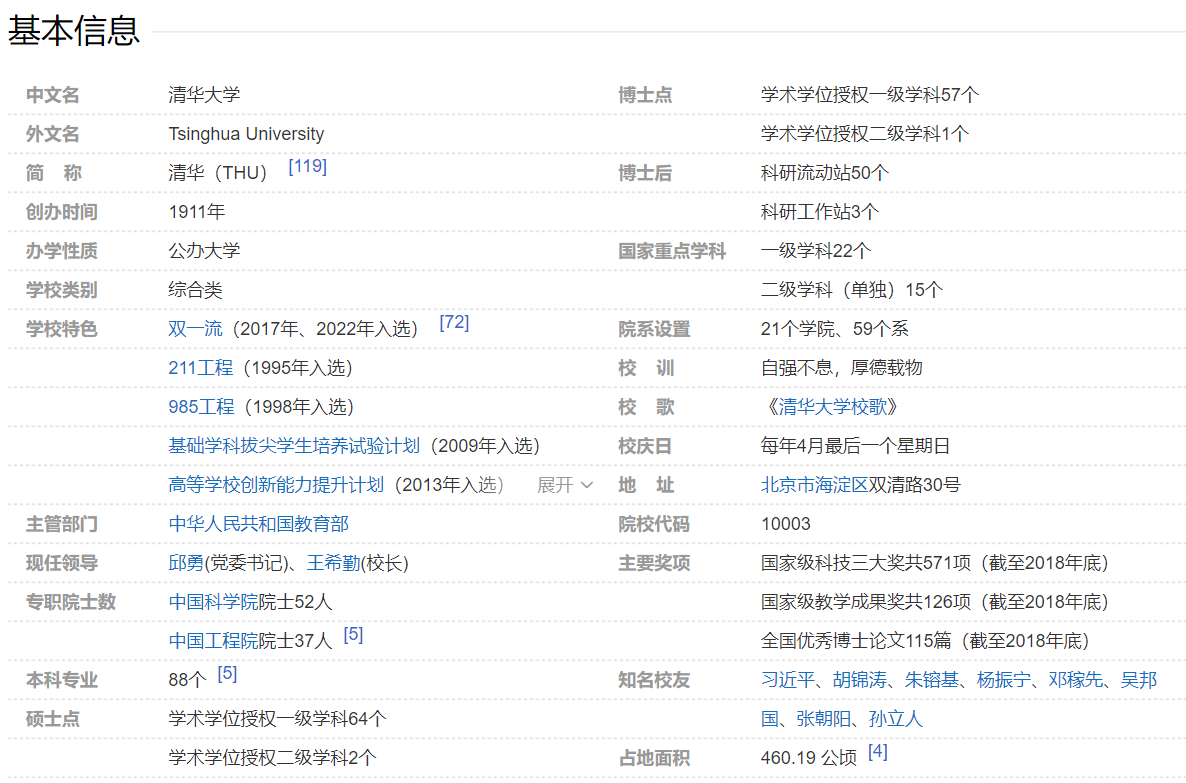 基本信息
中文名 清华大学
外文名 Tsinghua University
简 称 清华（THU） [119]
创办时间 1911年
办学性质 公办大学
学校类别 综合类
学校特色 双一流（2017年、2022年入选） [72]
211工程（1995年入选）
985工程（1998年入选）
基础学科拔尖学生培养试验计划（2009年入选）
高等学校创新能力提升计划（2013年入选） 展开
主管部门 中华人民共和国教育部
现任领导 邱勇(党委书记)、王希勤(校长)
专职院士数 中国科学院院士52人
中国工程院院士37人 [5]
本科专业 88个 [5]
硕士点 学术学位授权一级学科64个
学术学位授权二级学科2个
博士点 学术学位授权一级学科57个
学术学位授权二级学科1个
博士后 科研流动站50个
科研工作站3个
国家重点学科 一级学科22个
二级学科（单独）15个
院系设置 21个学院、59个系
校 训 自强不息，厚德载物
校 歌 《清华大学校歌》
校庆日 每年4月最后一个星期日
地 址 北京市海淀区双清路30号
院校代码 10003
主要奖项 国家级科技三大奖共571项（截至2018年底）
国家级教学成果奖共126项（截至2018年底）
全国优秀博士论文115篇（截至2018年底）
知名校友 习近平、胡锦涛、朱镕基、杨振宁、邓稼先、吴邦
国、张朝阳、孙立人
占地面积 460.19 公顷 [4]